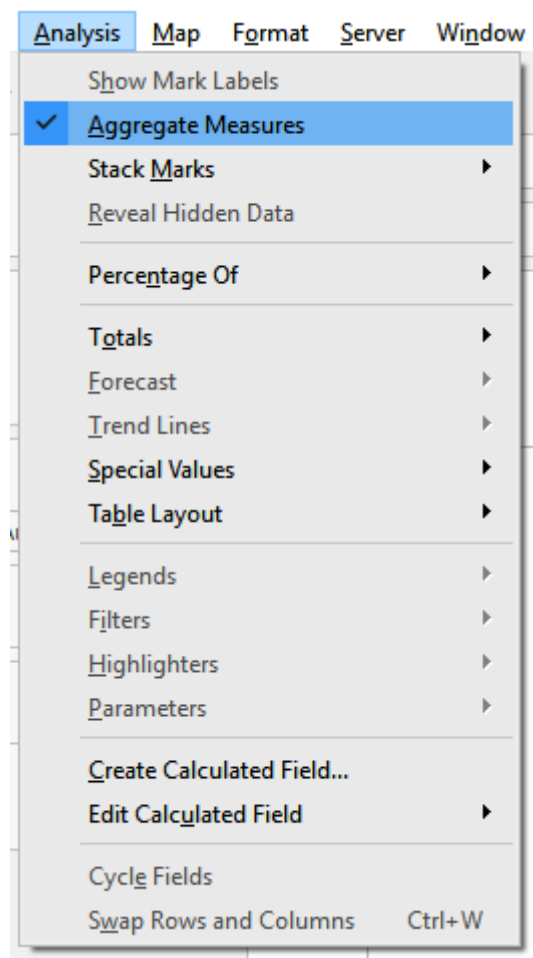 Analysis Map Format Server Window
Show Mark Labels
Aggregate Measures
Stack Marks
Reveal Hidden Data
Percentage Of
Totals
Forecast
Trend Lines
Special Values
Table Layout
Legends
Filters
Highlighters
Parameters
Create Calculated Field...
Edit Calculated Field
Cycle Fields
Swap Rows and Columns Ctrl+W